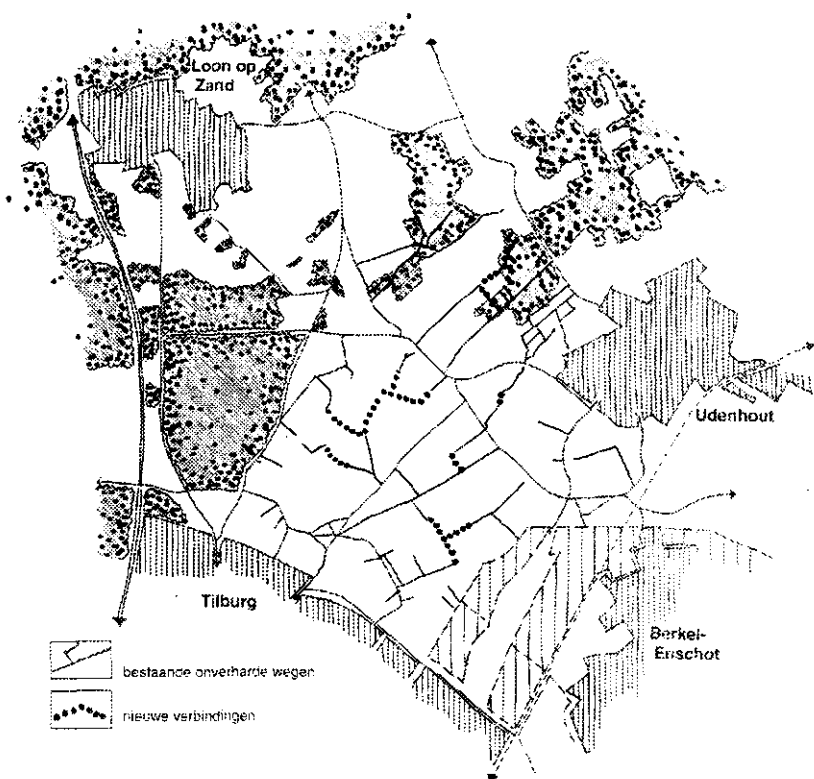 Loon op
Zand
Udenhout
Tilburg
Berkel-
Enschot
bestaande onverharde wegen
nieuwe verbindingen